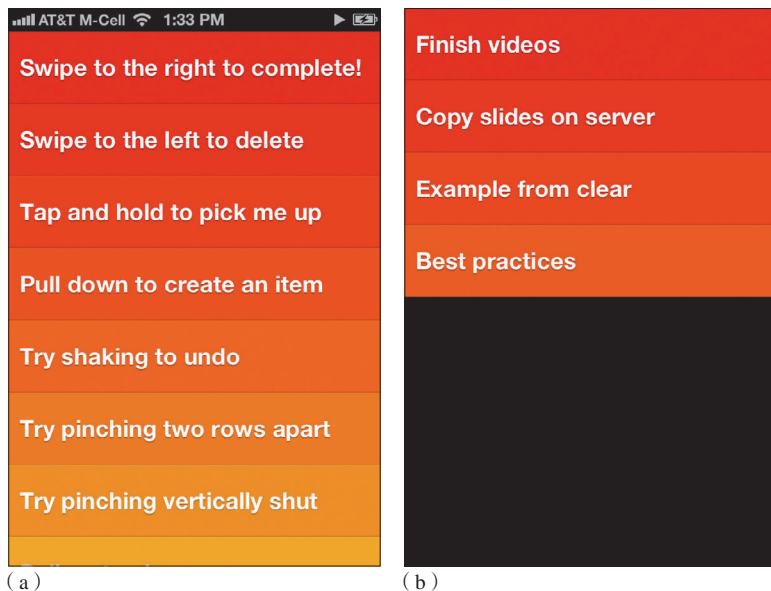 AT&T M-Cell 1:33 PM
Swipe to the right to complete!
Swipe to the left to delete
Tap and hold to pick me up
Pull down to create an item
Try shaking to undo
Try pinching two rows apart
Try pinching vertically shut
(a)
Finish videos
Copy slides on server
Example from clear
Best practices
(b)